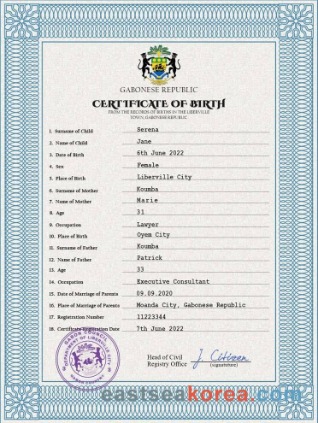 GABONESE REPUBLIC
CERTIFICATE OF BIRTH
FROM THE RECORDS OF BIRTHS IN THE LIBERVILLE
TOWN, GABONESE REPUBLIC
1. Surname of Child Serena
2. Name of Child Jane
3. Date of Birth 6th June 2022
4. Sex Female
5. Place of Birth Liberville City
6. Surname of Mother Koumba
7. Name of Mother Marie
8. Age 31
9. Occupation Lawyer
10. Place of Birth Oyem City
11. Surname of Father Koumba
12. Name of Father Patrick
13. Age 33
14. Occupation Executive Consultant
15. Date of Marriage of Parents 09.09.2020
16. Place of Marriage of Parents Moanda City, Gabonese Republic
17. Registration Number 11223344
18. Certificate Registration Date 7th June 2022
Head of Civil
Registry Office J. Citizen
(signature)
eastseakorea.com